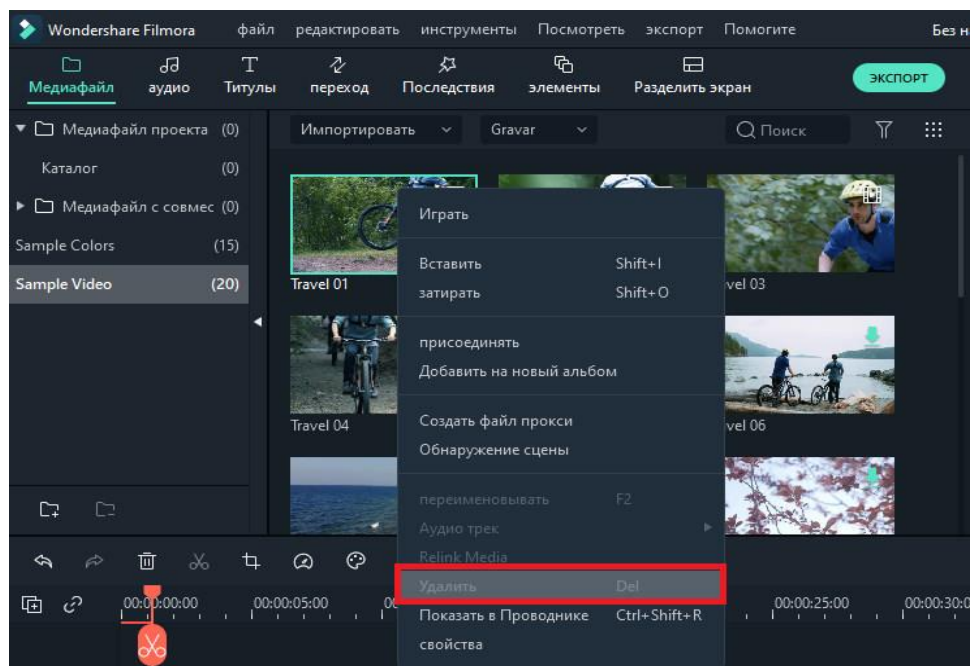 Wondershare Filmora файл редактировать инструменты Посмотреть экспорт Помогите Без н
Медиафайл аудио Титулы переход Последствия элементы Разделить экран экспорт
Медиафайл проекта (0) Импортировать Gravar Поиск
Каталог (0)
Медиафайл с совмес (0)
Sample Colors (15)
Sample Video (20)
Travel 01
vel 03
Travel 04
vel 06
Играть
Вставить Shift+I
затирать Shift+O
присоединять
Добавить на новый альбом
Создать файл прокси
Обнаружение сцены
переименовывать F2
Аудио трек
Relink Media
Удалить Del
Показать в Проводнике Ctrl+Shift+R
свойства
00:00:00:00 00:00:05:00 00 00:00:25:00 00:00:30:0